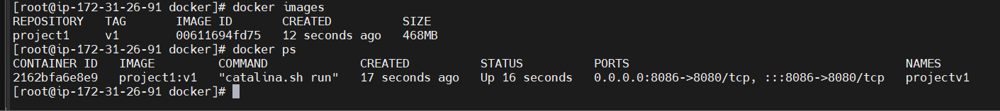 [root@ip-172-31-26-91 docker]# docker images
REPOSITORY   TAG       IMAGE ID       CREATED          SIZE
project1     v1        00611694fd75   12 seconds ago   468MB
[root@ip-172-31-26-91 docker]# docker ps
CONTAINER ID   IMAGE         COMMAND             CREATED          STATUS          PORTS                                       NAMES
2162bfa6e8e9   project1:v1   "catalina.sh run"   17 seconds ago   Up 16 seconds   0.0.0.0:8086->8080/tcp, :::8086->8080/tcp   projectv1
[root@ip-172-31-26-91 docker]#